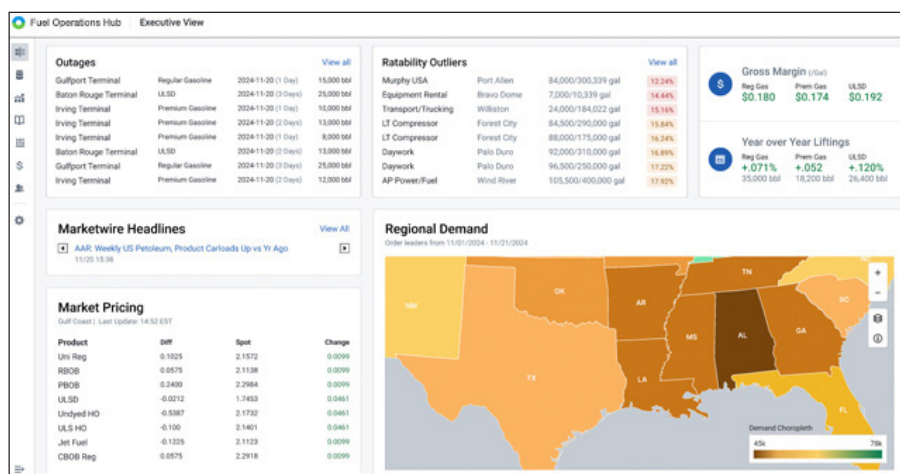 Fuel Operations Hub Executive View
Outages View all
Gulfport Terminal Regular Gasoline 2024-11-20 (1 Day) 15,000 bbl
Baton Rouge Terminal ULSD 2024-11-20 (3 Days) 25,000 bbl
Irving Terminal Premium Gasoline 2024-11-20 (1 Day) 10,000 bbl
Irving Terminal Premium Gasoline 2024-11-20 (2 Days) 13,000 bbl
Irving Terminal Premium Gasoline 2024-11-20 (1 Day) 8,000 bbl
Baton Rouge Terminal ULSD 2024-11-20 (2 Days) 13,000 bbl
Gulfport Terminal Regular Gasoline 2024-11-20 (3 Days) 25,000 bbl
Irving Terminal Premium Gasoline 2024-11-20 (2 Days) 12,000 bbl
Ratability Outliers View all
Murphy USA Port Allen 84,000/300,339 gal 12.24%
Equipment Rental Bravo Dome 7,000/10,339 gal 14.44%
Transport/Trucking Williston 24,000/184,022 gal 15.16%
LT Compressor Forest City 84,500/290,000 gal 15.84%
LT Compressor Forest City 88,000/175,000 gal 16.24%
Daywork Palo Duro 92,000/310,000 gal 16.89%
Daywork Palo Duro 96,500/250,000 gal 17.22%
AP Power/Fuel Wind River 105,500/400,000 gal 17.92%
Gross Margin (/Gal)
Reg Gas Prem Gas ULSD
$0.180 $0.174 $0.192
Year over Year Liftings
Reg Gas Prem Gas ULSD
+.071% +.052 +.120%
35,000 bbl 18,200 bbl 26,400 bbl
Marketwire Headlines View All
AAR: Weekly US Petoleum, Product Carloads Up vs Yr Ago
11/20 15:38
Market Pricing
Gulf Coast | Last Update: 14:52 EST
Product Diff Spot Change
Uni Reg 0.1025 2.1572 0.0099
RBOB 0.0575 2.1138 0.0099
PBOB 0.2400 2.2984 0.0099
ULSD -0.0212 1.7453 0.0461
Undyed HO -0.5387 2.1732 0.0461
ULS HO -0.100 2.1401 0.0461
Jet Fuel -0.1225 2.1123 0.0099
CBOB Reg 0.0575 2.2918 0.0099
Regional Demand
Order leaders from 11/01/2024 - 11/21/2024
NM
OK
AR
TN
SC
TX
LA
MS
AL
GA
FL
Demand Choropleth
45k 78k